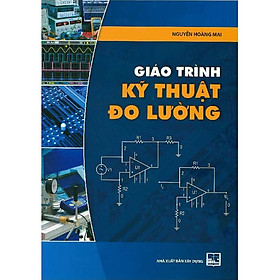 NGUYỄN HOÀNG MAI
GIÁO TRÌNH
KỸ THUẬT
ĐO LƯỜNG
NHÀ XUẤT BẢN XÂY DỰNG